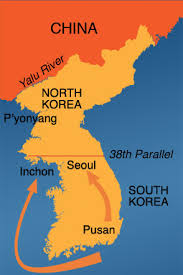 CHINA
Yalu River
NORTH
KOREA
P'yonyang
38th Parallel
Inchon
Seoul
SOUTH
KOREA
Pusan